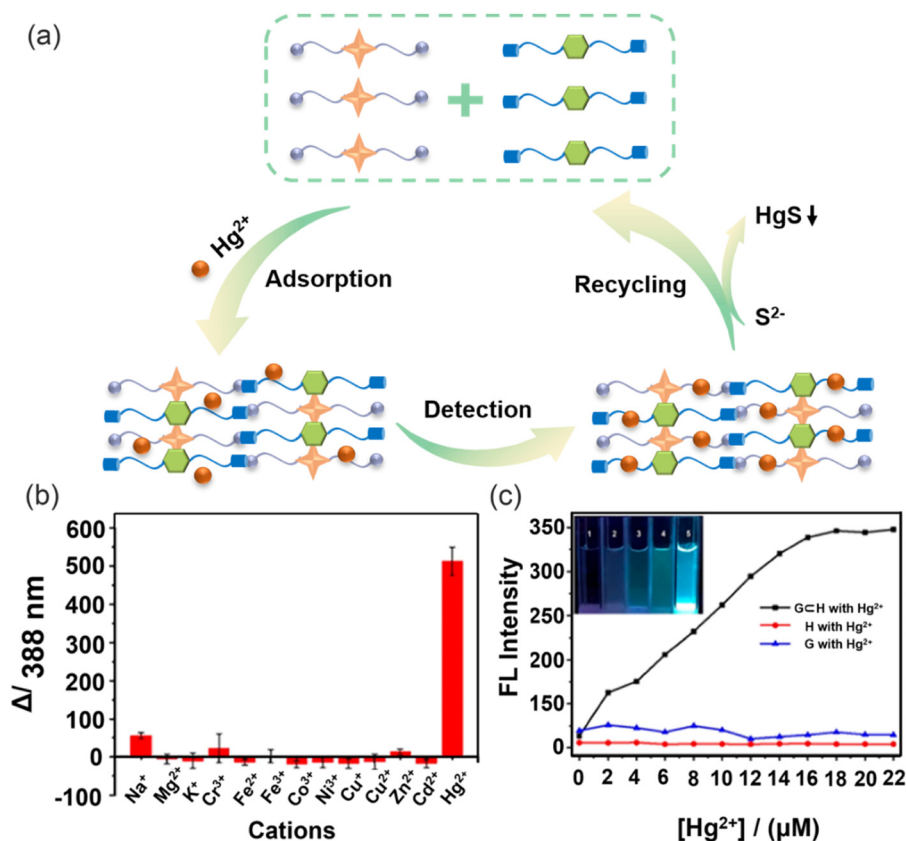 (a)
Hg²⁺
Adsorption
Recycling
HgS↓
S²⁻
Detection
(b)
Δ/ 388 nm
600
500
400
300
200
100
0
-100
Na⁺
Mg²⁺
K⁺
Cr³⁺
Fe²⁺
Fe³⁺
Co³⁺
Ni³⁺
Cu⁺
Cu²⁺
Zn²⁺
Cd²⁺
Hg²⁺
Cations
(c)
FL Intensity
350
300
250
350
150
100
0
1 2 3 4 5
G⊂H with Hg²⁺
H with Hg²⁺
G with Hg²⁺
0 2 4 6 8 10 12 14 16 18 20 22
[Hg²⁺] / (μM)